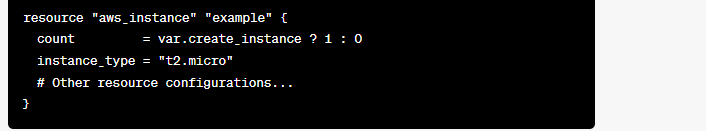 resource "aws_instance" "example" {
  count         = var.create_instance ? 1 : 0
  instance_type = "t2.micro"
  # Other resource configurations...
}